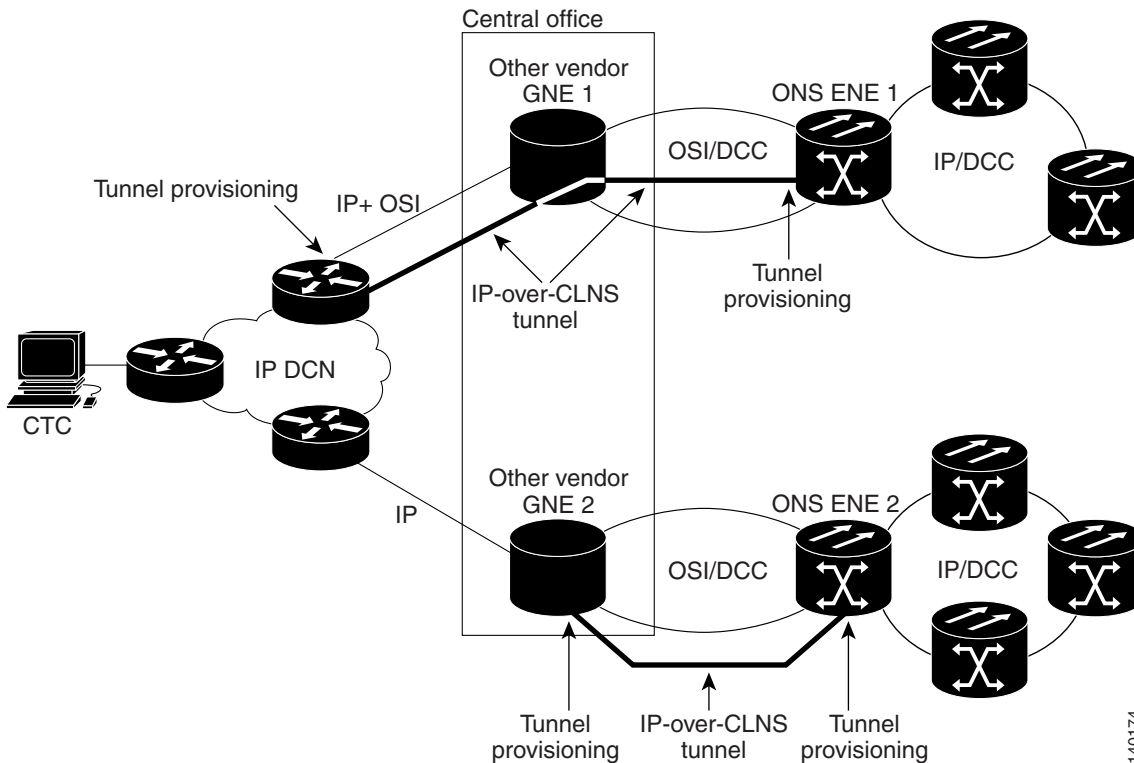 Central office
Other vendor
GNE 1
ONS ENE 1
OSI/DCC
IP/DCC
Tunnel provisioning
IP+ OSI
IP-over-CLNS
tunnel
Tunnel
provisioning
IP DCN
CTC
Other vendor
GNE 2
ONS ENE 2
IP
OSI/DCC
IP/DCC
Tunnel
provisioning
IP-over-CLNS
tunnel
Tunnel
provisioning
140174